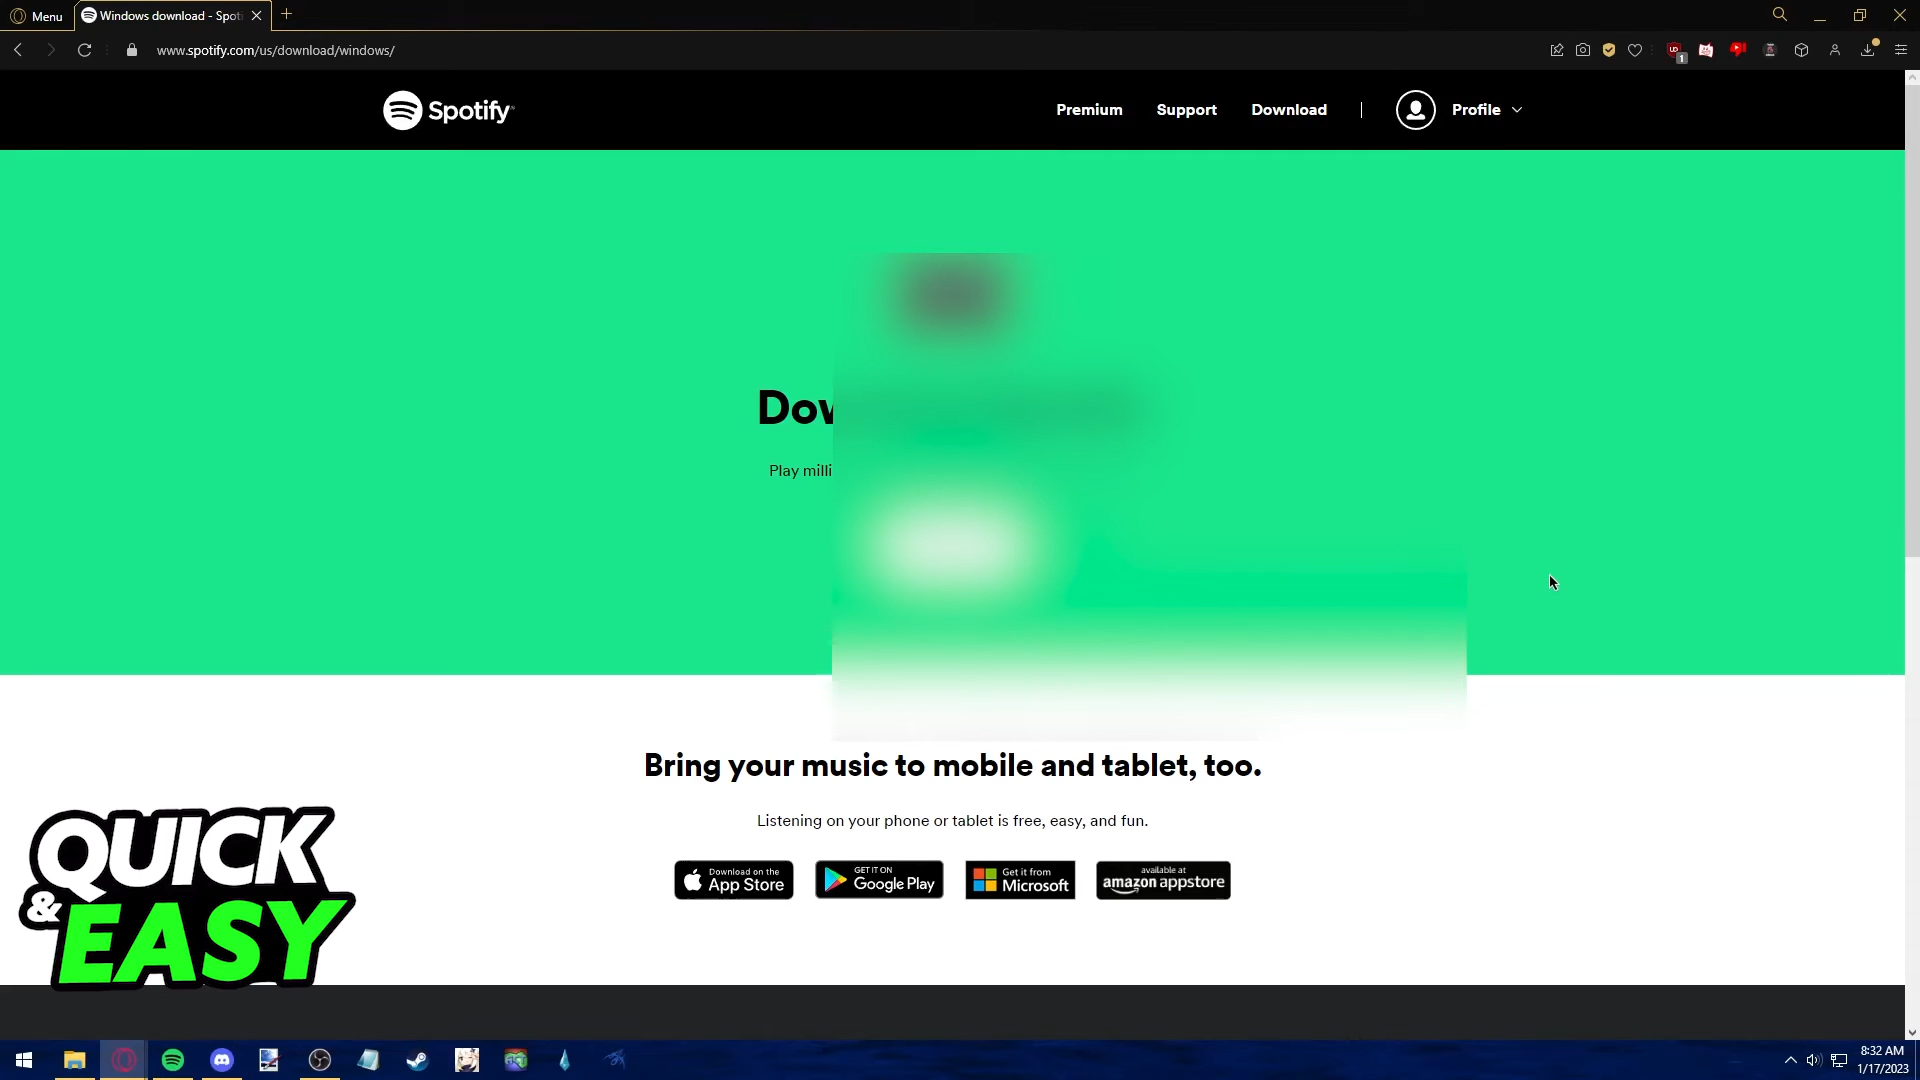 Menu
Windows download - Spoti
www.spotify.com/us/download/windows/
1
Spotify
Premium
Support
Download
Profile
Dow
Play milli
Bring your music to mobile and tablet, too.
Listening on your phone or tablet is free, easy, and fun.
Download on the
App Store
GET IT ON
Google Play
Get it from
Microsoft
available at
amazon appstore
QUICK
& EASY
8:32 AM
1/17/2023